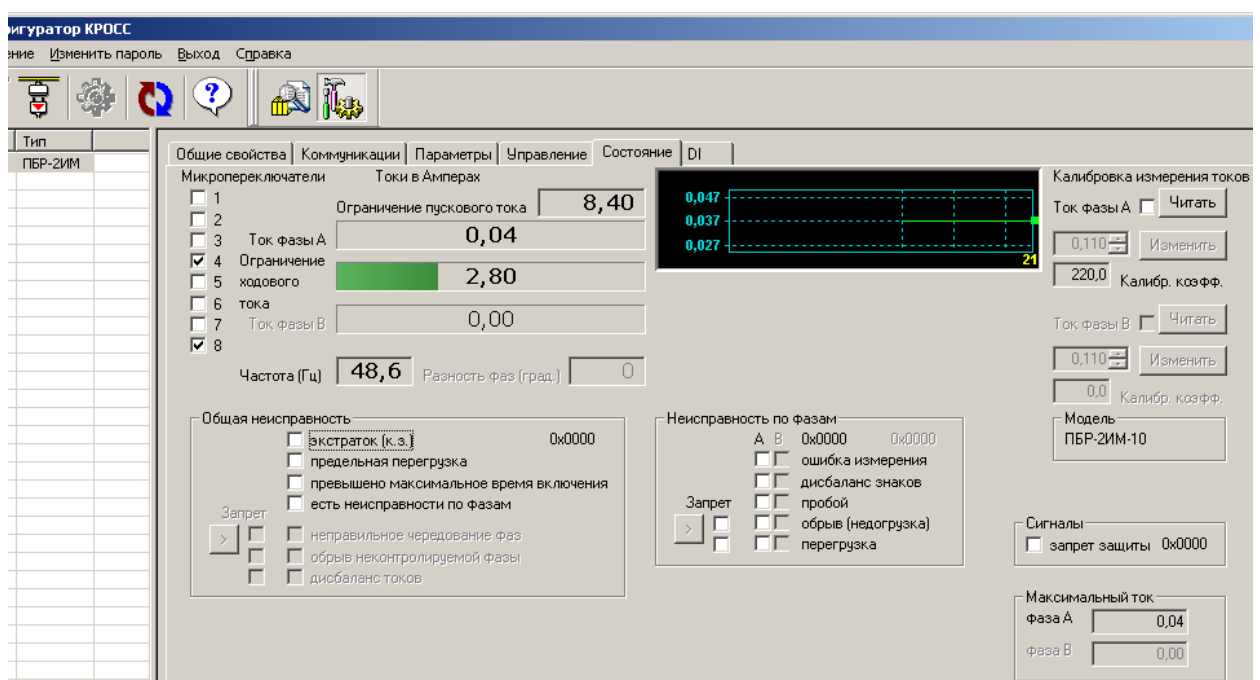 игуратор КРОСС
ние Изменить пароль Выход Справка
Тип
ПБР-2ИМ
Общие свойства Коммуникации Параметры Управление Состояние DI
Микропереключатели Токи в Амперах
1
2
3
4
5
6
7
8
Ограничение пускового тока 8,40
Ток фазы А 0,04
Ограничение ходового тока 2,80
Ток фазы В 0,00
Частота (Гц) 48,6 Разность фаз (град.) 0
0,047
0,037
0,027
21
Калибровка измерения токов
Ток фазы А Читать
0,110 Изменить
220,0 Калибр. коэфф.
Ток фазы В Читать
0,110 Изменить
0,0 Калибр. коэфф.
Общая неисправность
экстраток (к.з.) 0x0000
предельная перегрузка
превышено максимальное время включения
есть неисправности по фазам
Запрет
>
неправильное чередование фаз
обрыв неконтролируемой фазы
дисбаланс токов
Неисправность по фазам
А В 0x0000 0x0000
ошибка измерения
дисбаланс знаков
пробой
Запрет
>
обрыв (недогрузка)
перегрузка
Модель
ПБР-2ИМ-10
Сигналы
запрет защиты 0x0000
Максимальный ток
фаза А 0,04
фаза В 0,00